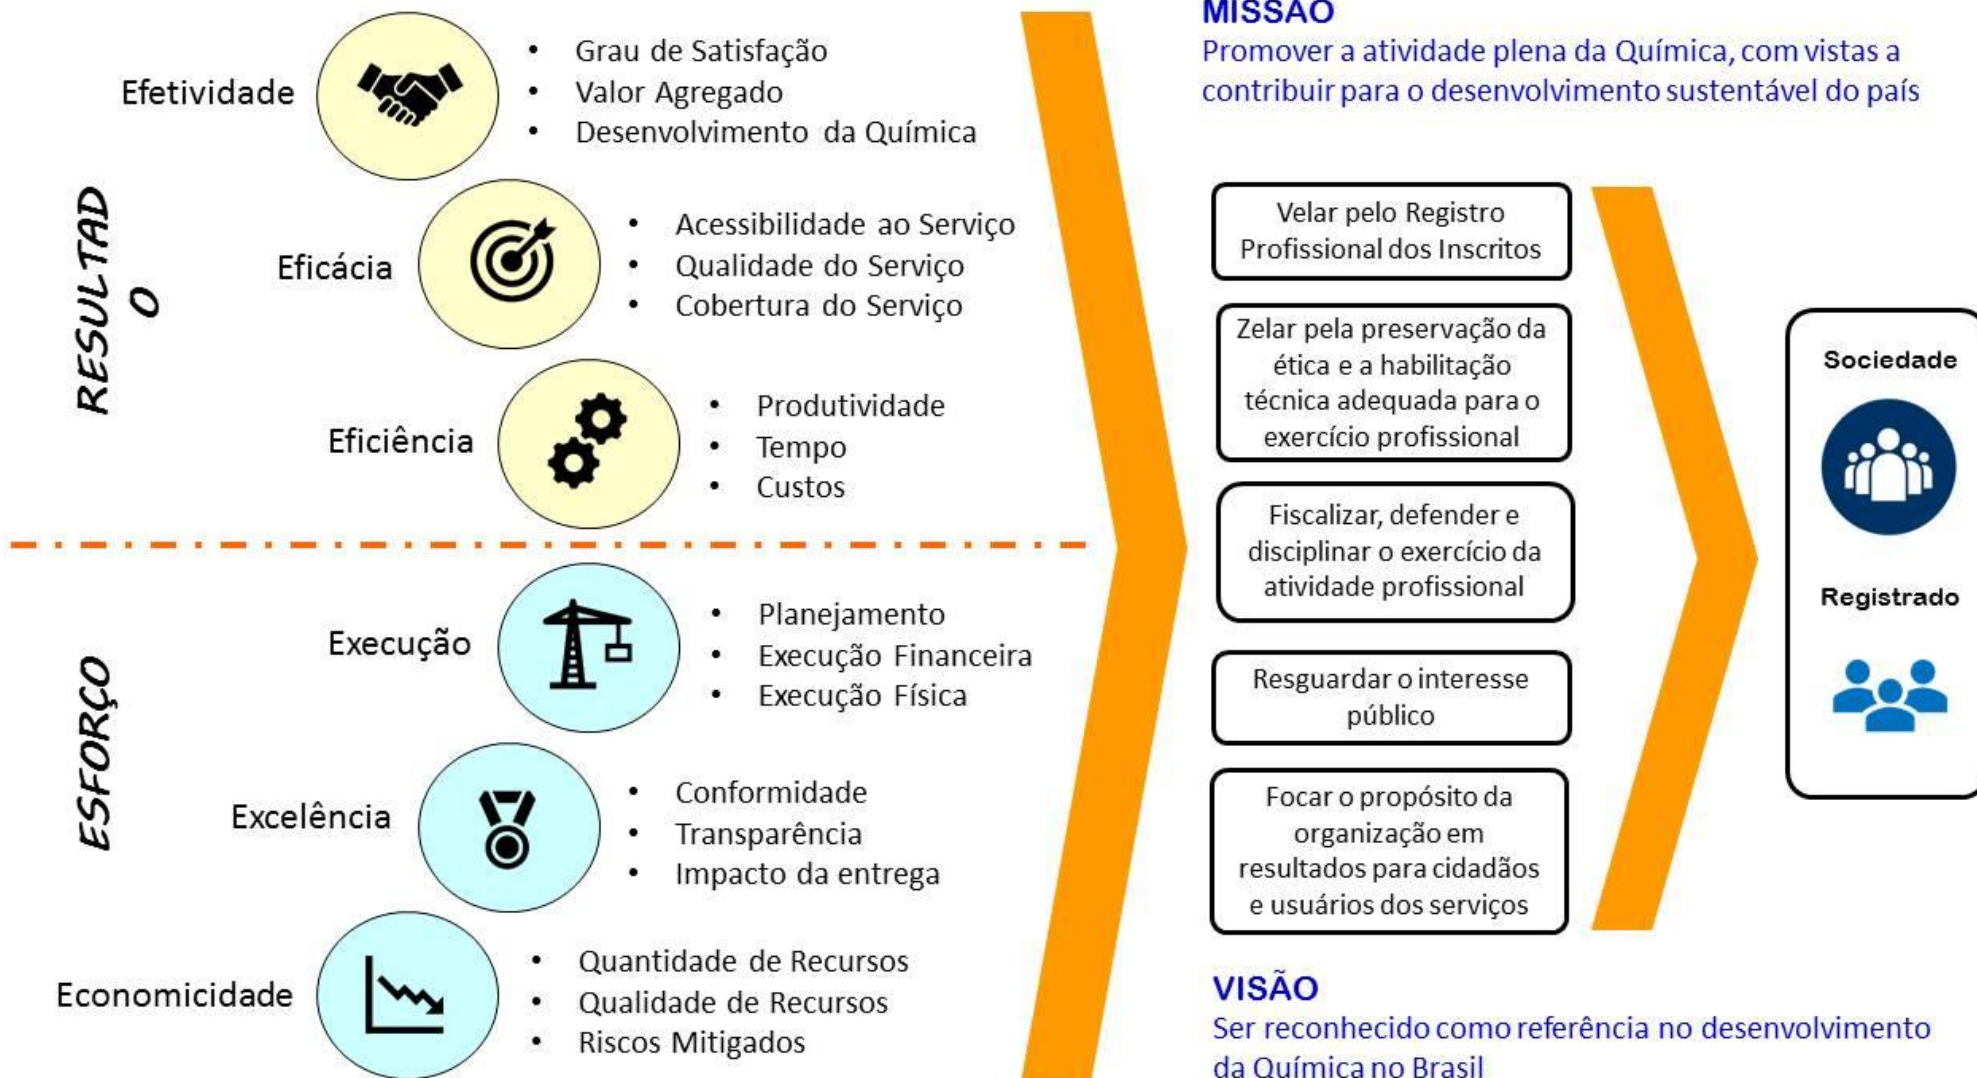 RESULTAD
O
Efetividade
• Grau de Satisfação
• Valor Agregado
• Desenvolvimento da Química
Eficácia
• Acessibilidade ao Serviço
• Qualidade do Serviço
• Cobertura do Serviço
Eficiência
• Produtividade
• Tempo
• Custos
ESFORÇO
Execução
• Planejamento
• Execução Financeira
• Execução Física
Excelência
• Conformidade
• Transparência
• Impacto da entrega
Economicidade
• Quantidade de Recursos
• Qualidade de Recursos
• Riscos Mitigados
MISSÃO
Promover a atividade plena da Química, com vistas a
contribuir para o desenvolvimento sustentável do país
Velar pelo Registro
Profissional dos Inscritos
Zelar pela preservação da
ética e a habilitação
técnica adequada para o
exercício profissional
Fiscalizar, defender e
disciplinar o exercício da
atividade profissional
Resguardar o interesse
público
Focar o propósito da
organização em
resultados para cidadãos
e usuários dos serviços
VISÃO
Ser reconhecido como referência no desenvolvimento
da Química no Brasil
Sociedade
Registrado